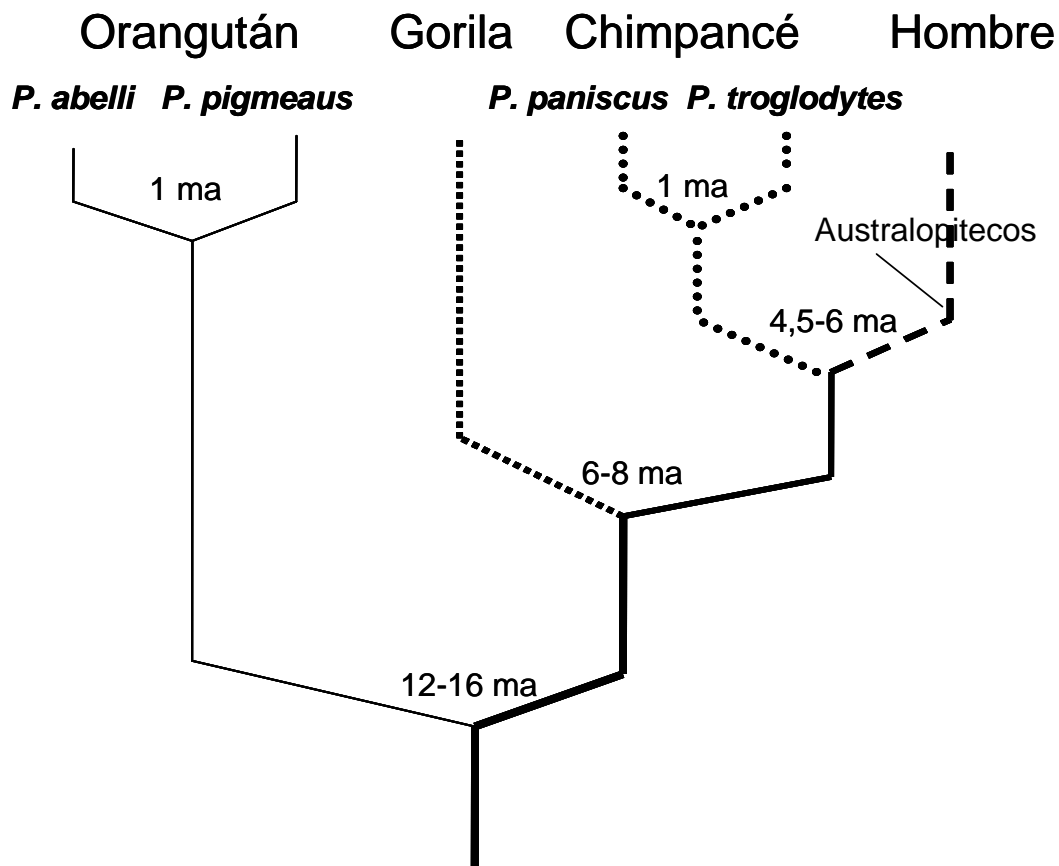 Orangután Gorila Chimpancé Hombre
P. abelli P. pigmeaus P. paniscus P. troglodytes
1 ma 1 ma
Australopitecos
4,5-6 ma
6-8 ma
12-16 ma